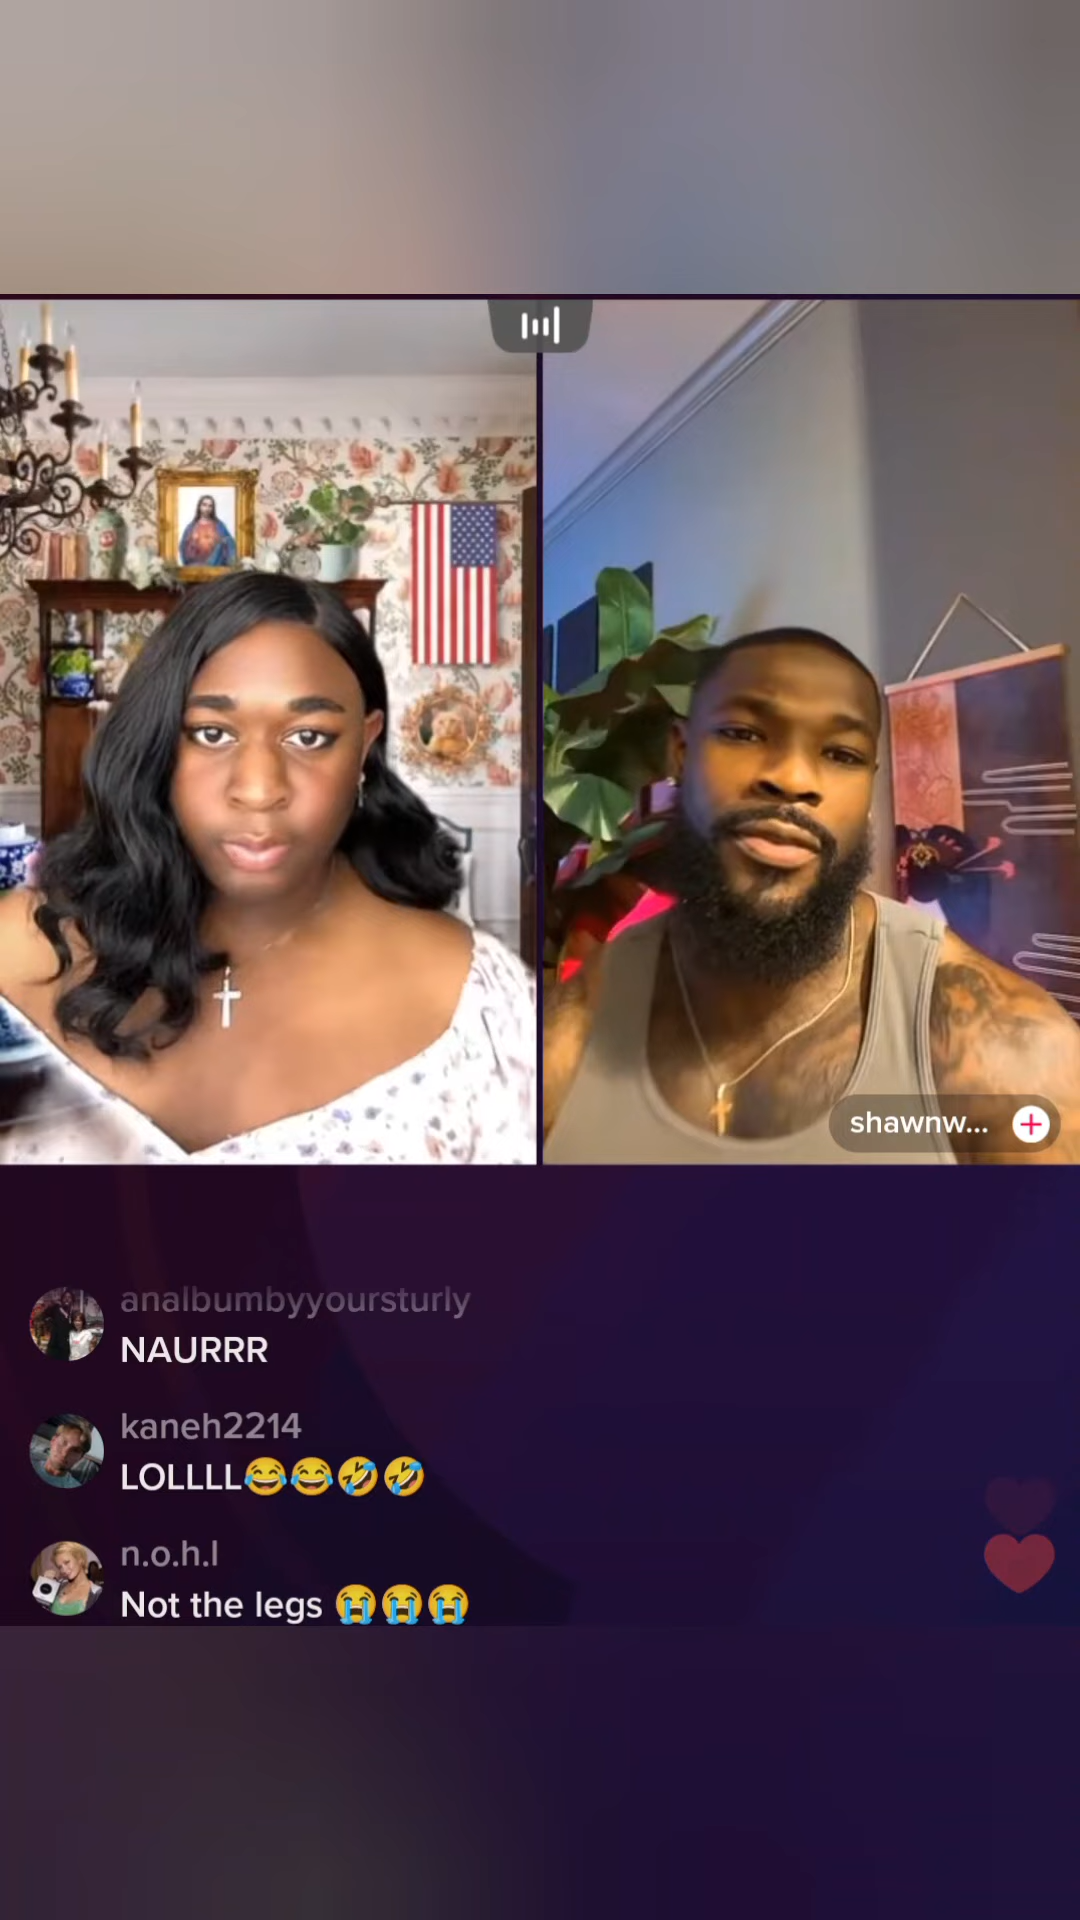 shawnw...
analbumbyyoursturly
NAURRR
kaneh2214
LOLLLL😂😂🤣🤣
n.o.h.l
Not the legs 😭😭😭